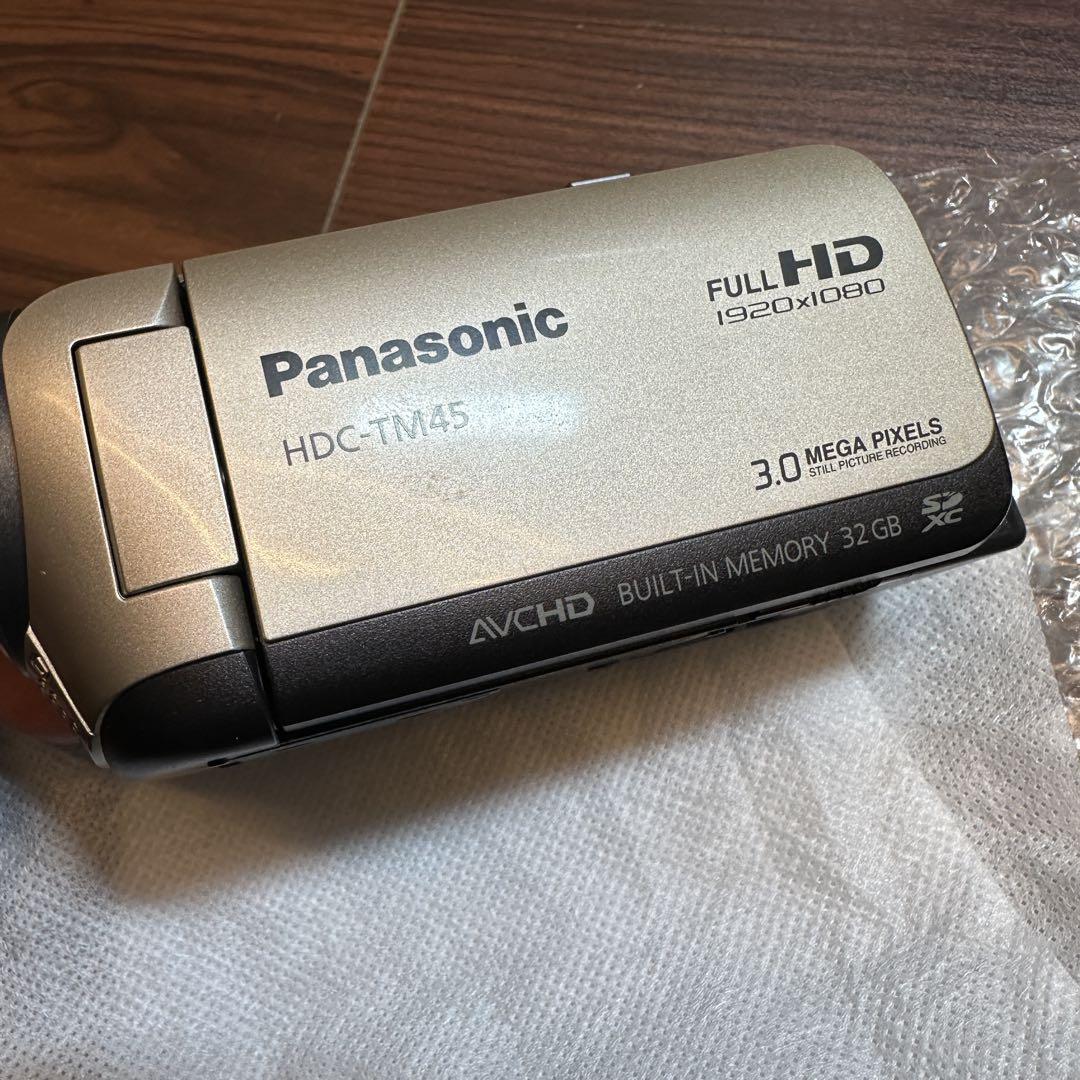 Panasonic
HDC-TM45
FULL HD
1920x1080
3.0 MEGA PIXELS
STILL PICTURE RECORDING
AVCHD BUILT-IN MEMORY 32 GB
SD
XC